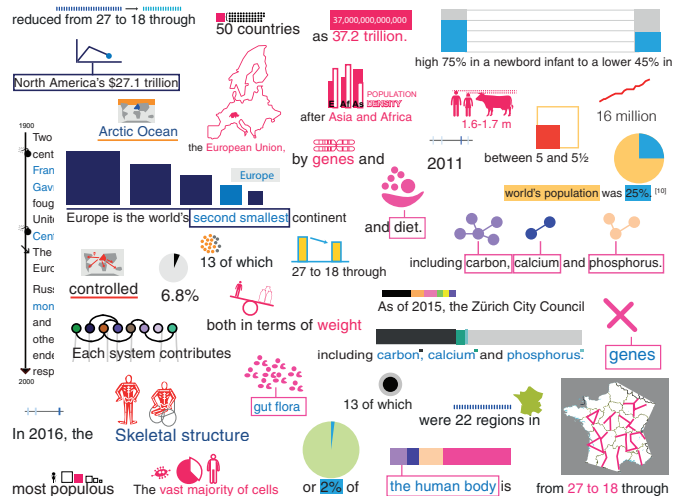 reduced from 27 to 18 through
50 countries
37,000,000,000,000
as 37.2 trillion.
high 75% in a newbord infant to a lower 45% in
North America's $27.1 trillion
Arctic Ocean
the European Union,
E Af As
POPULATION
DENSITY
after Asia and Africa
1.6-1.7 m
16 million
1900
Two
cent
Fran
Gavi
foug
Unite
Cent
The
Euro
Russ
mon
and
othe
ende
resp
2000
by genes and
2011
between 5 and 5½
Europe
world's population was 25%. [10]
Europe is the world's second smallest continent
and diet.
including carbon, calcium and phosphorus.
controlled
6.8%
13 of which
27 to 18 through
both in terms of weight
As of 2015, the Zürich City Council
Each system contributes
including carbon, calcium and phosphorus.
genes
gut flora
13 of which
were 22 regions in
In 2016, the
Skeletal structure
most populous
The vast majority of cells
or 2% of
the human body is
from 27 to 18 through